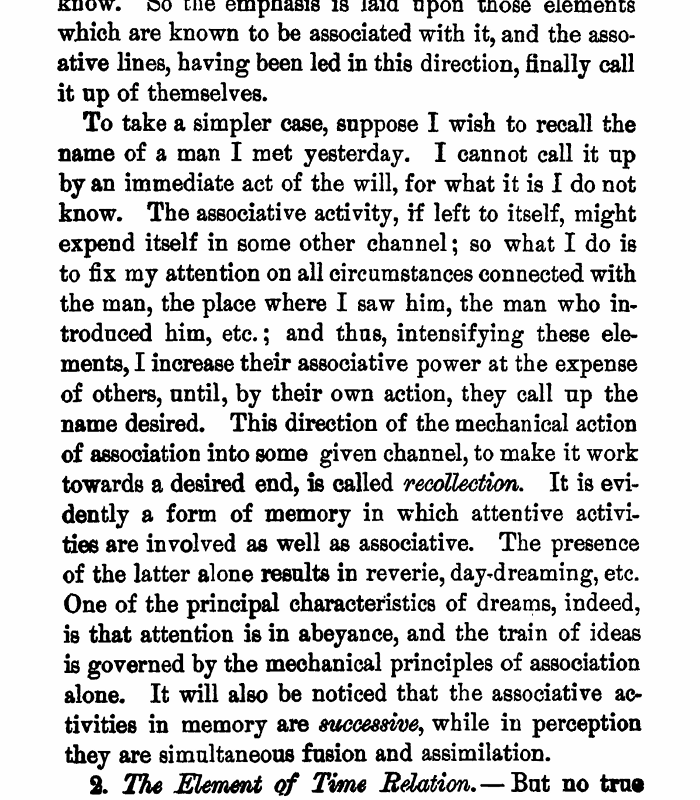 know. So the emphasis is laid upon those elements
which are known to be associated with it, and the asso-
ative lines, having been led in this direction, finally call
it up of themselves.
To take a simpler case, suppose I wish to recall the
name of a man I met yesterday. I cannot call it up
by an immediate act of the will, for what it is I do not
know. The associative activity, if left to itself, might
expend itself in some other channel; so what I do is
to fix my attention on all circumstances connected with
the man, the place where I saw him, the man who in-
troduced him, etc.; and thus, intensifying these ele-
ments, I increase their associative power at the expense
of others, until, by their own action, they call up the
name desired. This direction of the mechanical action
of association into some given channel, to make it work
towards a desired end, is called recollection. It is evi-
dently a form of memory in which attentive activi-
ties are involved as well as associative. The presence
of the latter alone results in reverie, day-dreaming, etc.
One of the principal characteristics of dreams, indeed,
is that attention is in abeyance, and the train of ideas
is governed by the mechanical principles of association
alone. It will also be noticed that the associative ac-
tivities in memory are successive, while in perception
they are simultaneous fusion and assimilation.
2. The Element of Time Relation.—But no true